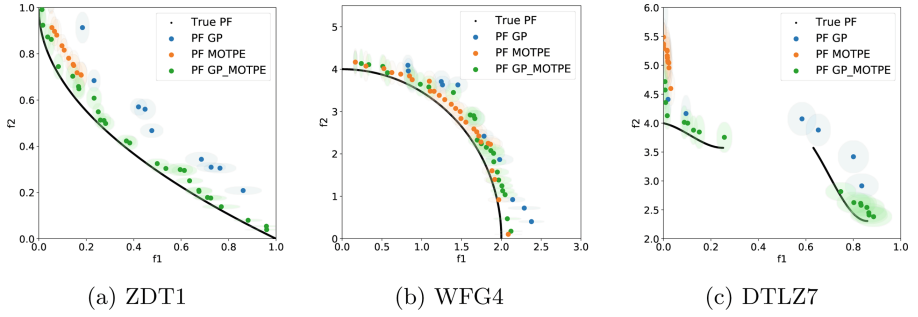 1.0
0.8
0.6
0.4
0.2
0.0
f2
0.0 0.2 0.4 0.6 0.8 1.0
f1
True PF
PF GP
PF MOTPE
PF GP_MOTPE
(a) ZDT1
5
4
3
2
1
0
f2
0.0 0.5 1.0 1.5 2.0 2.5 3.0
f1
True PF
PF GP
PF MOTPE
PF GP_MOTPE
(b) WFG4
6.0
5.5
5.0
4.5
4.0
3.5
3.0
2.5
2.0
f2
0.0 0.2 0.4 0.6 0.8 1.0
f1
True PF
PF GP
PF MOTPE
PF GP_MOTPE
(c) DTLZ7